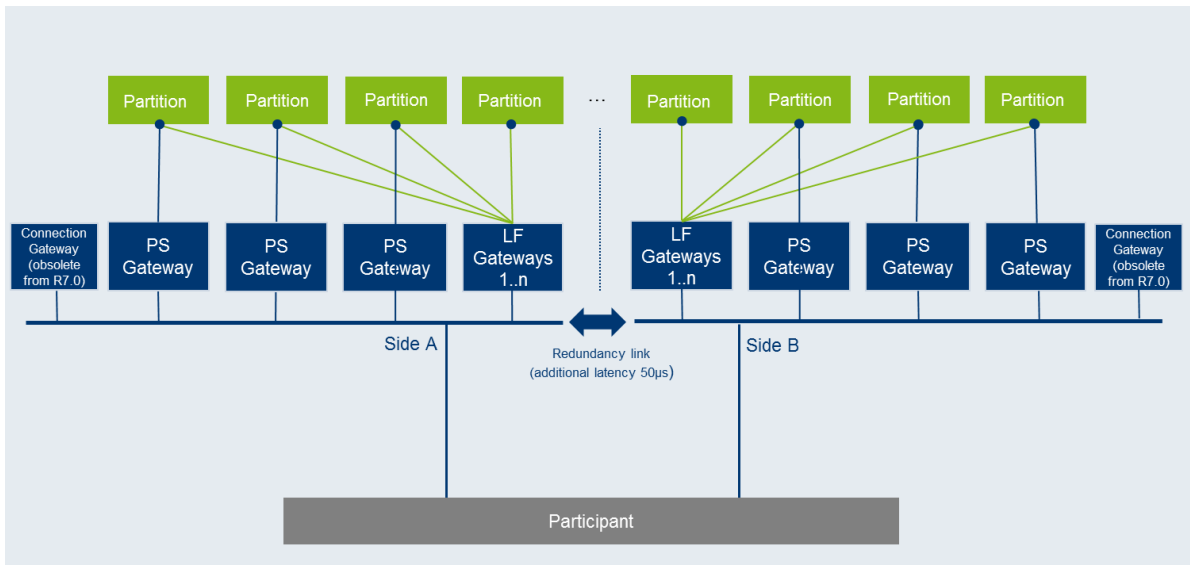 Partition
Partition
Partition
Partition
...
Partition
Partition
Partition
Partition
Connection
Gateway
(obsolete
from R7.0)
PS
Gateway
PS
Gateway
PS
Gateway
LF
Gateways
1..n
LF
Gateways
1..n
PS
Gateway
PS
Gateway
PS
Gateway
Connection
Gateway
(obsolete
from R7.0)
Side A
Redundancy link
(additional latency 50µs)
Side B
Participant